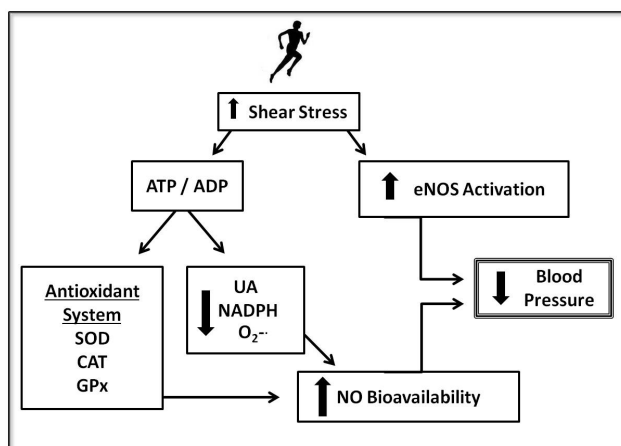 Shear Stress
ATP / ADP
eNOS Activation
Antioxidant
System
SOD
CAT
GPx
UA
NADPH
O₂-·
Blood
Pressure
NO Bioavailability